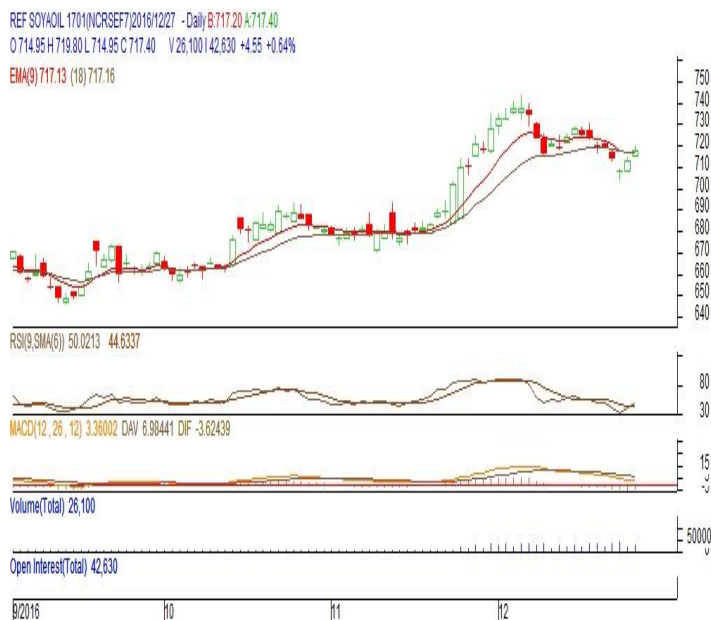 REF SOYAOIL 1701(NCRSEF7)2016/12/27 - Daily B:717.20 A:717.40
O 714.95 H 719.80 L 714.95 C 717.40 V 26,100 I 42,630 +4.55 +0.64%
EMA(9) 717.13 (18) 717.16
750
740
730
720
710
700
690
680
670
660
650
640
RSI(9,SMA(6)) 50.0213 44.6337
80
30
MACD(12 , 26 , 12) 3.36002 DAV 6.98441 DIF -3.62439
15
Volume(Total) 26,100
50000
Open Interest(Total) 42,630
9/2016 10 11 12